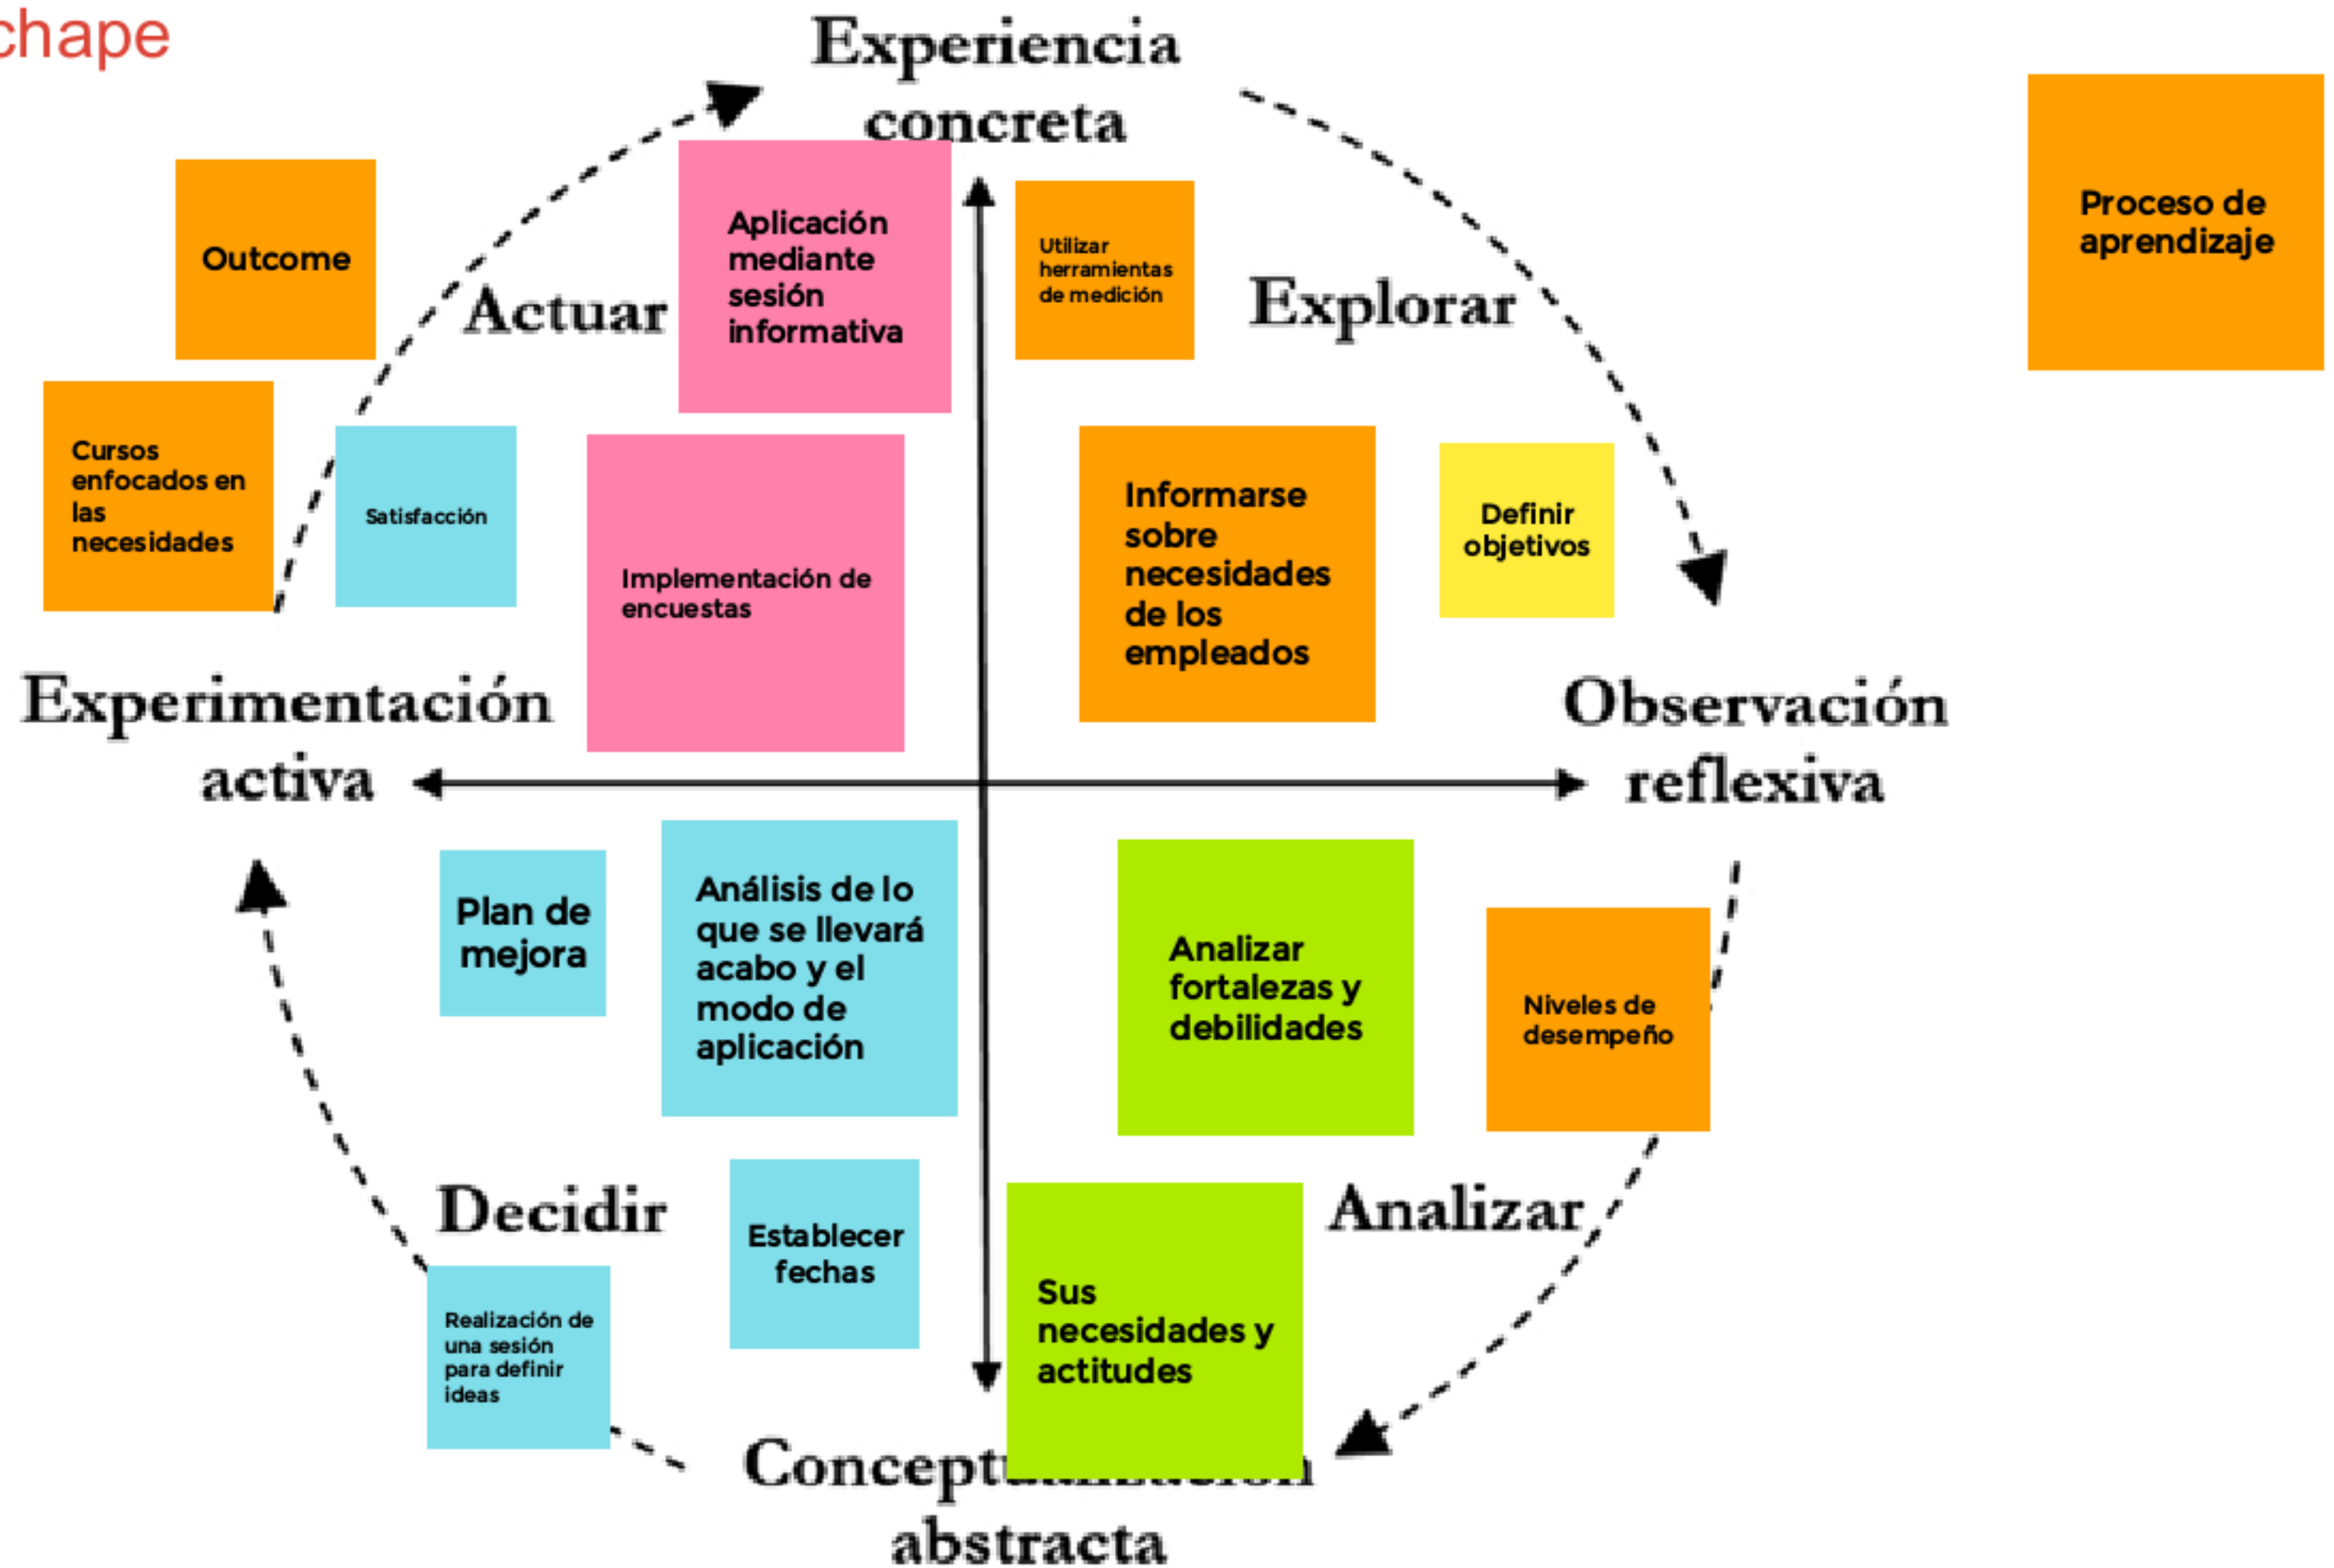 chape
Experiencia
concreta
Proceso de
aprendizaje
Outcome
Actuar
Aplicación
mediante
sesión
informativa
Utilizar
herramientas
de medición
Explorar
Cursos
enfocados en
las
necesidades
Satisfacción
Implementación de
encuestas
Informarse
sobre
necesidades
de los
empleados
Definir
objetivos
Experimentación
activa
Observación
reflexiva
Plan de
mejora
Análisis de lo
que se llevará
acabo y el
modo de
aplicación
Analizar
fortalezas y
debilidades
Niveles de
desempeño
Decidir
Establecer
fechas
Analizar
Sus
necesidades y
actitudes
Realización de
una sesión
para definir
ideas
abstracta